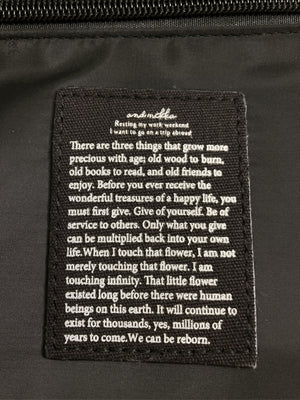 and mekka
Resting my work weekend
I want to go on a trip abroad
There are three things that grow more
precious with age; old wood to burn,
old books to read, and old friends to
enjoy. Before you ever receive the
wonderful treasures of a happy life, you
must first give. Give of yourself. Be of
service to others. Only what you give
can be multiplied back into your own
life.When I touch that flower, I am not
merely touching that flower. I am
touching infinity. That little flower
existed long before there were human
beings on this earth. It will continue to
exist for thousands, yes, millions of
years to come.We can be reborn.